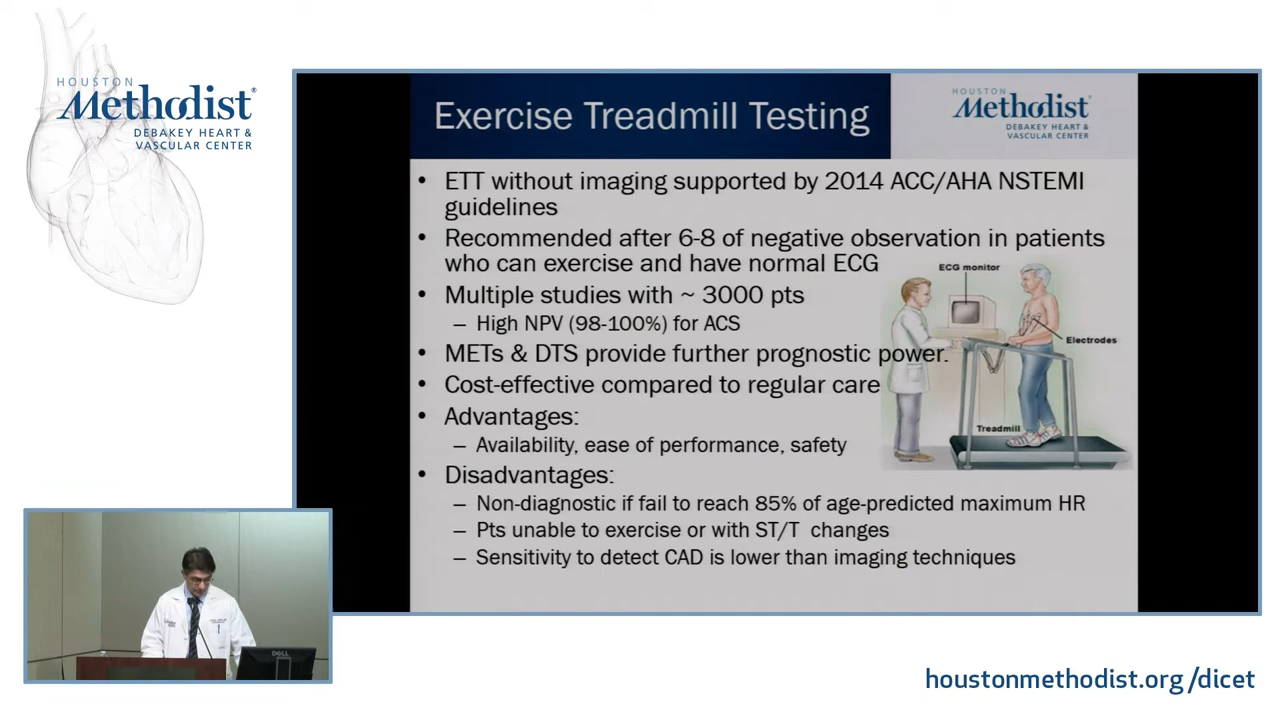 HOUSTON
Methodist®
DEBAKEY HEART &
VASCULAR CENTER
Exercise Treadmill Testing
HOUSTON
Methodist
DEBAKEY HEART &
VASCULAR CENTER
• ETT without imaging supported by 2014 ACC/AHA NSTEMI
guidelines
• Recommended after 6-8 of negative observation in patients
who can exercise and have normal ECG
• Multiple studies with ~ 3000 pts
– High NPV (98-100%) for ACS
• METs & DTS provide further prognostic power.
• Cost-effective compared to regular care
• Advantages:
– Availability, ease of performance, safety
• Disadvantages:
– Non-diagnostic if fail to reach 85% of age-predicted maximum HR
– Pts unable to exercise or with ST/T changes
– Sensitivity to detect CAD is lower than imaging techniques
ECG monitor
Electrodes
Treadmill
DELL
houstonmethodist.org/dicet